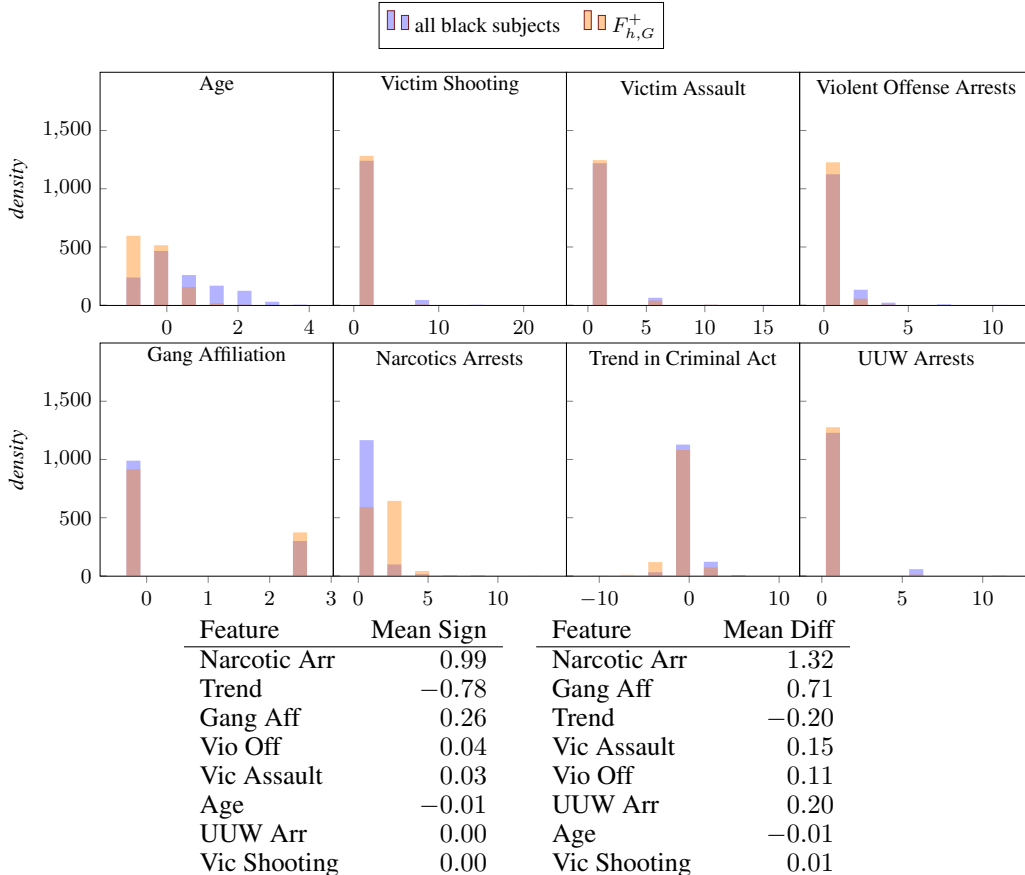 all black subjects F⁺ₕ,G
Age Victim Shooting Victim Assault Violent Offense Arrests
1,500
1,000
500
0
density
0 2 4 0 10 20 0 5 10 15 0 5 10
Gang Affiliation Narcotics Arrests Trend in Criminal Act UUW Arrests
1,500
1,000
500
0
density
0 1 2 3 0 5 10 −10 0 10 0 5 10
Feature Mean Sign
Narcotic Arr 0.99
Trend −0.78
Gang Aff 0.26
Vio Off 0.04
Vic Assault 0.03
Age −0.01
UUW Arr 0.00
Vic Shooting 0.00
Feature Mean Diff
Narcotic Arr 1.32
Gang Aff 0.71
Trend −0.20
Vic Assault 0.15
Vio Off 0.11
UUW Arr 0.20
Age −0.01
Vic Shooting 0.01